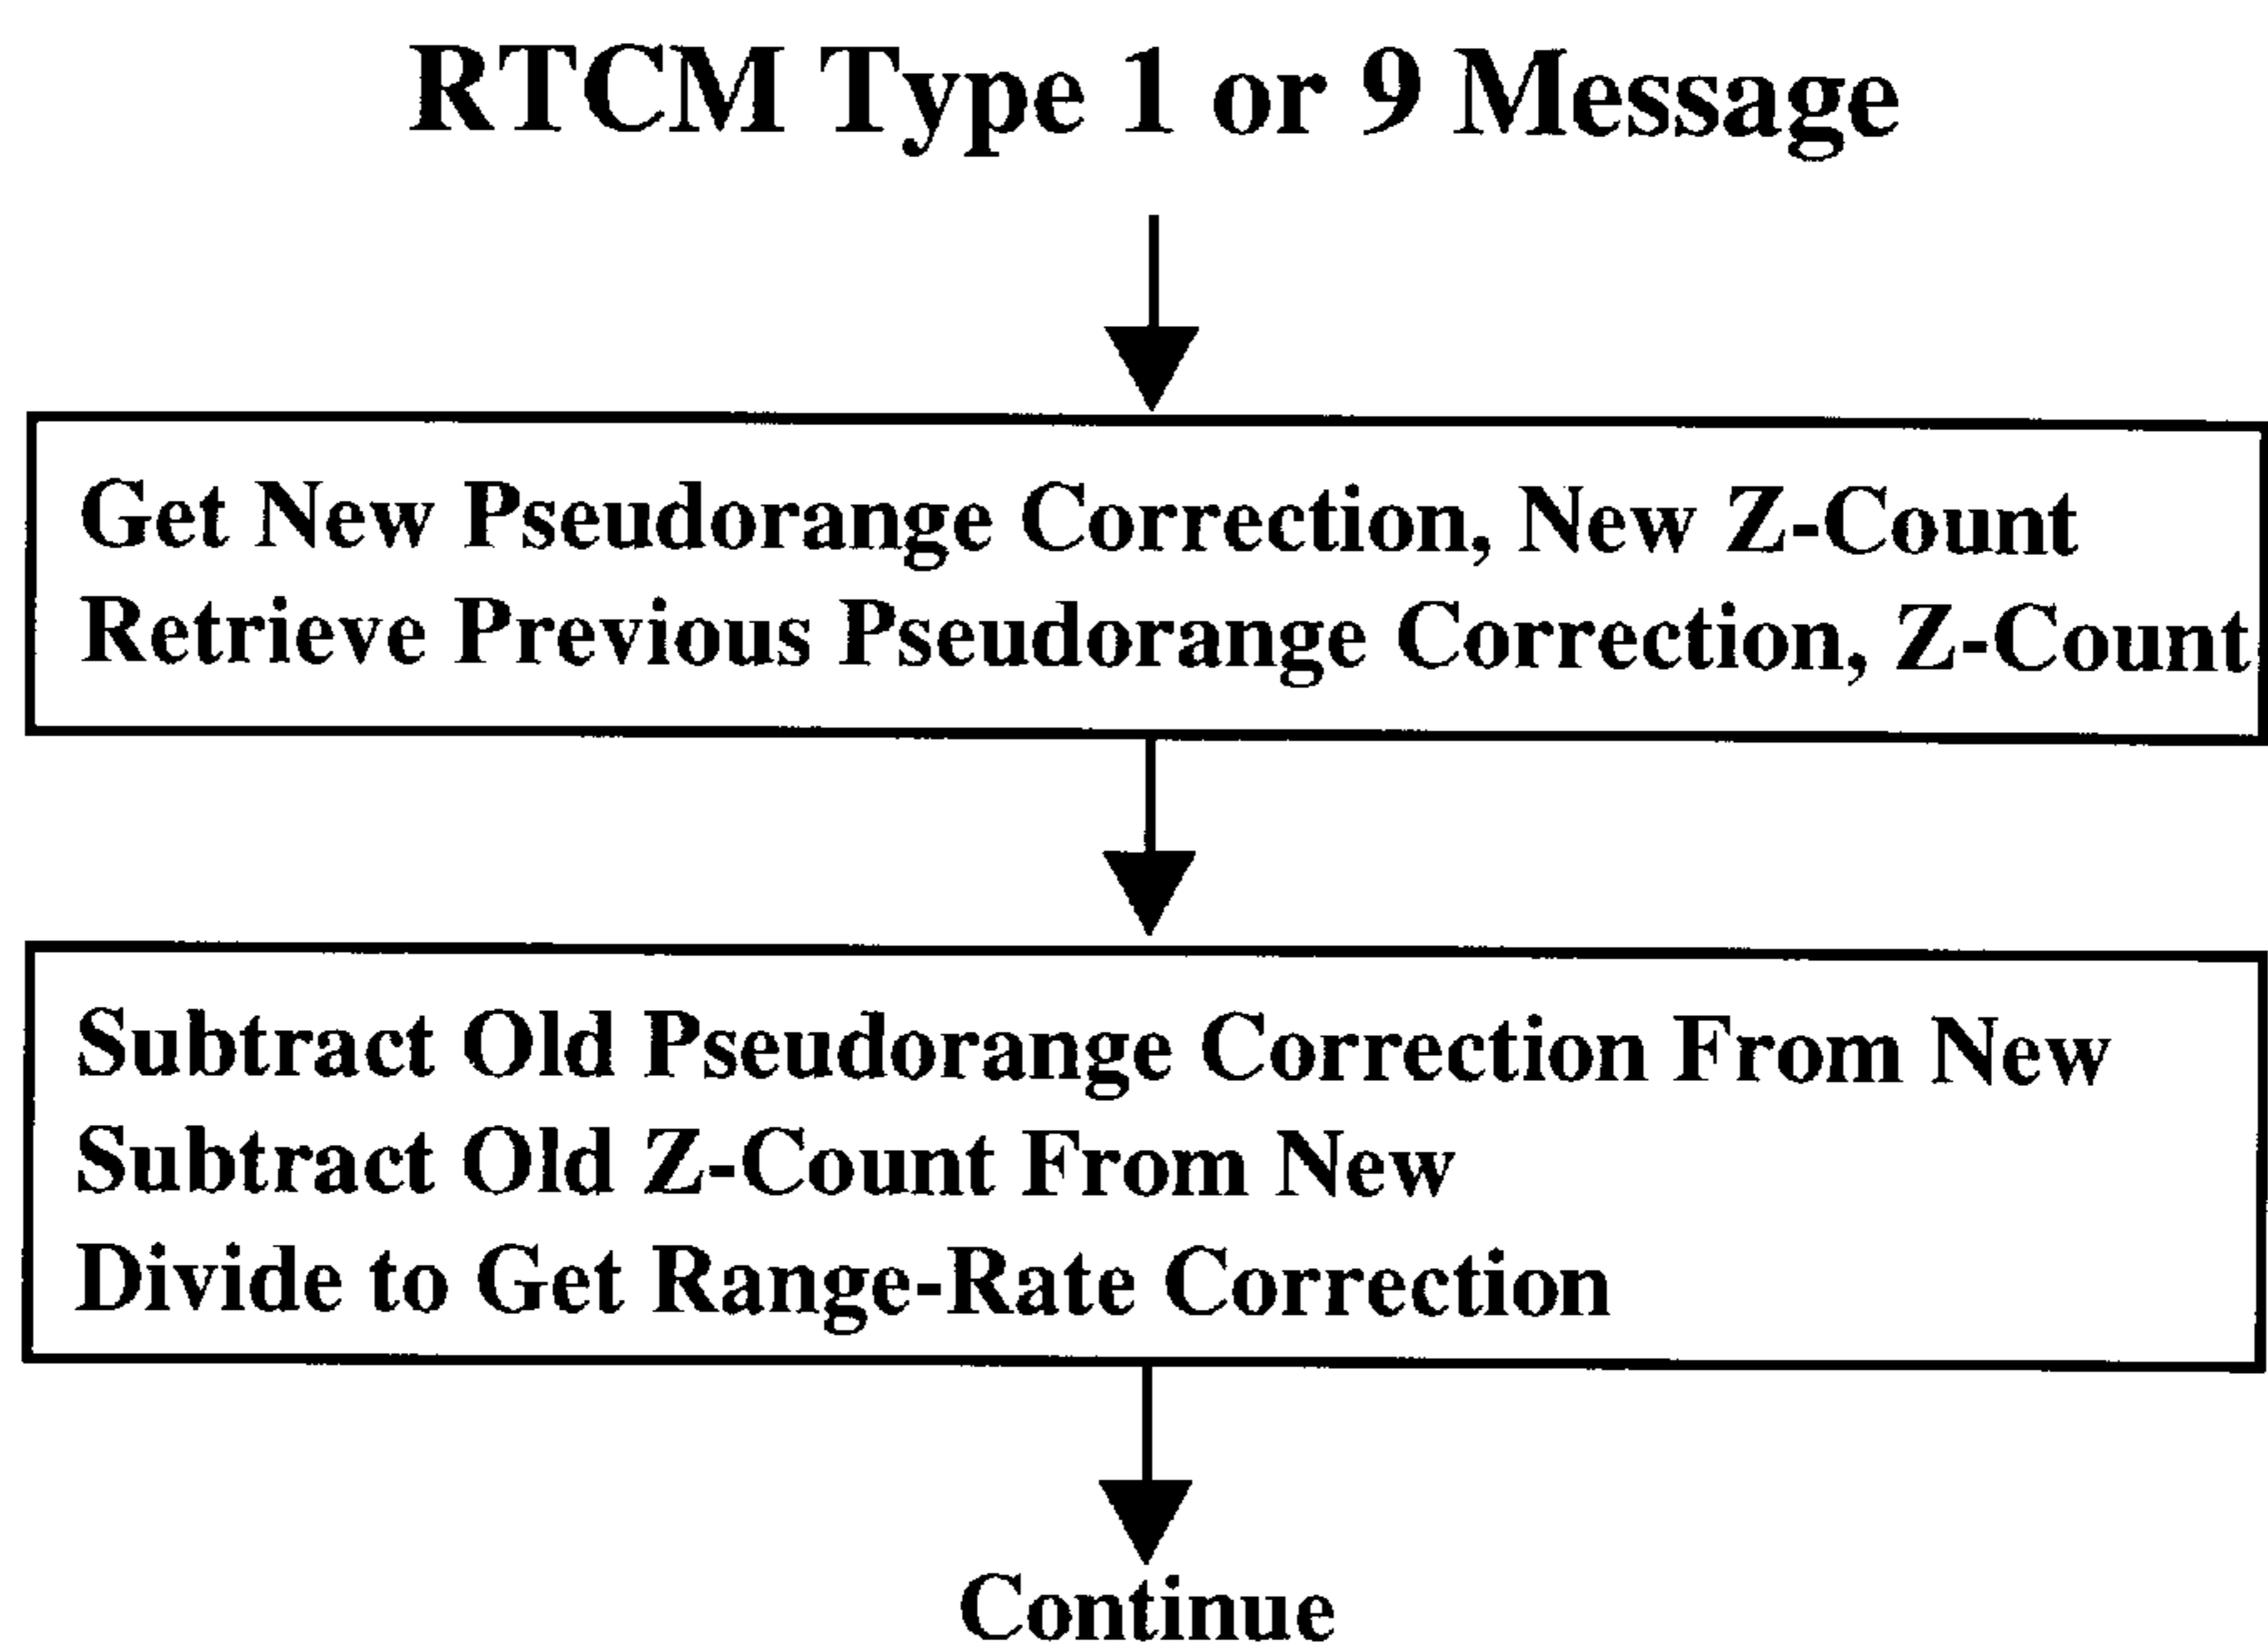 RTCM Type 1 or 9 Message
Get New Pseudorange Correction, New Z-Count
Retrieve Previous Pseudorange Correction, Z-Count
Subtract Old Pseudorange Correction From New
Subtract Old Z-Count From New
Divide to Get Range-Rate Correction
Continue